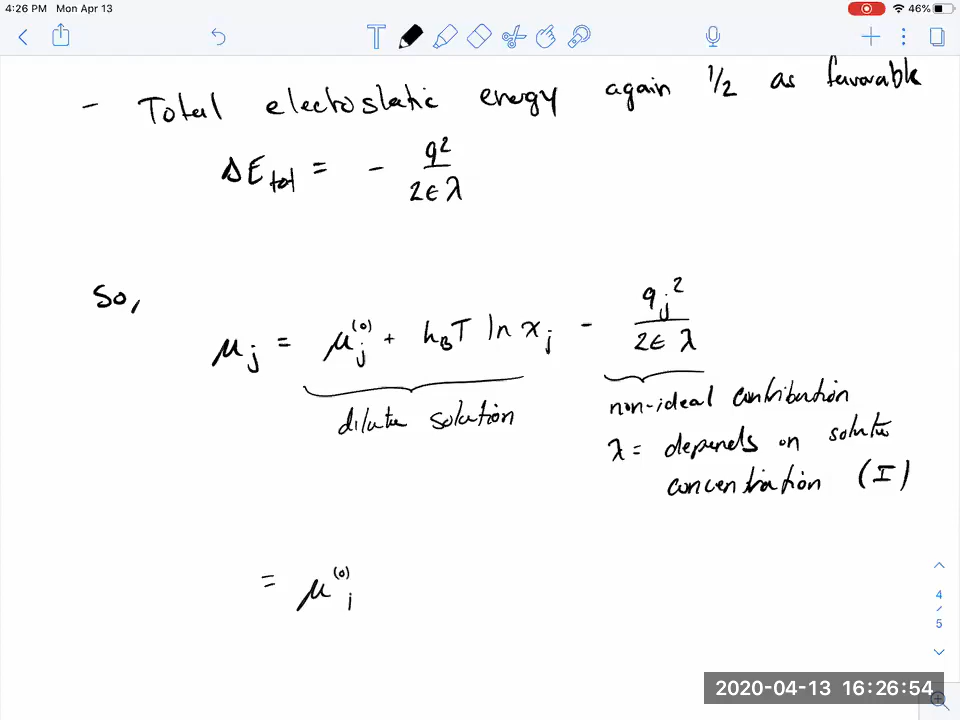 4:26 PM Mon Apr 13
46%
- Total electrostatic energy again 1/2 as favorable
ΔE_tot = - q²/2ϵλ
So,
μ_j = μ_j^(0) + k_B T ln x_j - q_j²/2ϵ λ
dilute solution
non-ideal contribution
λ = depends on solute
concentration (I)
= μ^(0)_j
4
/
5
2020-04-13 16:26:54